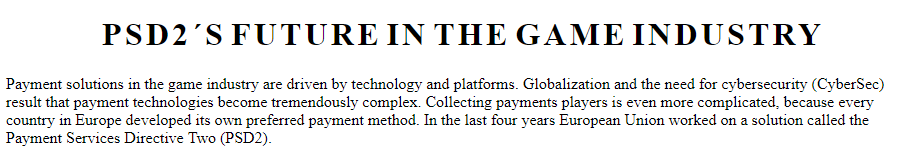 PSD2´S FUTURE IN THE GAME INDUSTRY
Payment solutions in the game industry are driven by technology and platforms. Globalization and the need for cybersecurity (CyberSec)
result that payment technologies become tremendously complex. Collecting payments players is even more complicated, because every
country in Europe developed its own preferred payment method. In the last four years European Union worked on a solution called the
Payment Services Directive Two (PSD2).